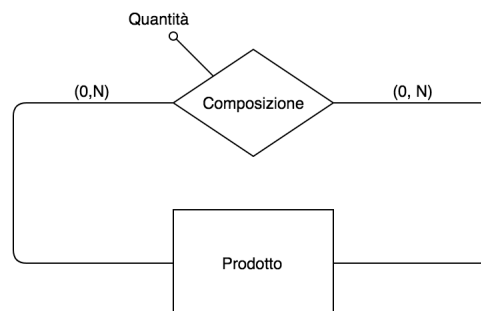 Quantità
(0,N)
Composizione
(0, N)
Prodotto